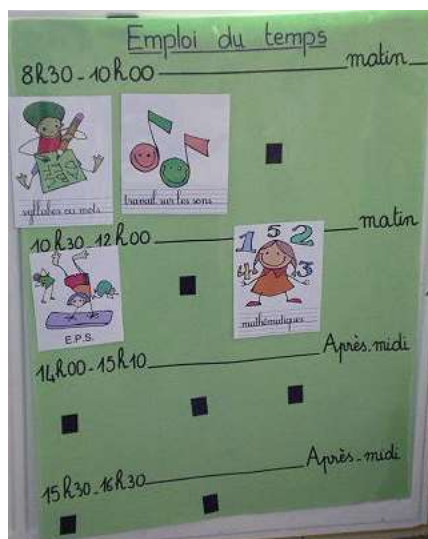 Emploi du temps
8h30-10h00 matin
syllabes ou mots
travail sur les sons
10h30-12h00 matin
1 5 2
4 3
E.P.S.
mathématiques
14h00-15h10 Après-midi
15h30-16h30 Après-midi